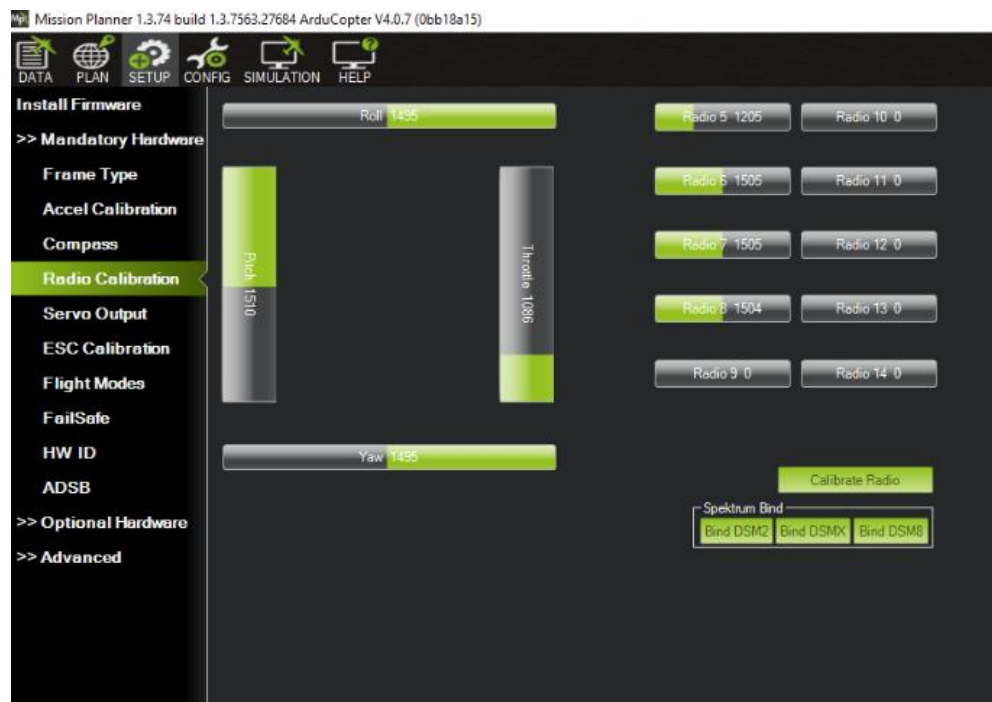 Mission Planner 1.3.74 build 1.3.7563.27684 ArduCopter V4.0.7 (0bb18a15)
DATA PLAN SETUP CONFIG SIMULATION HELP
Install Firmware
>> Mandatory Hardware
Frame Type
Accel Calibration
Compass
Radio Calibration
Servo Output
ESC Calibration
Flight Modes
FailSafe
HW ID
ADSB
>> Optional Hardware
>> Advanced
Roll 1495
Pitch 1510
Throttle 1086
Yaw 1495
Radio 5 1205
Radio 10 0
Radio 6 1505
Radio 11 0
Radio 7 1505
Radio 12 0
Radio 8 1504
Radio 13 0
Radio 9 0
Radio 14 0
Calibrate Radio
Spektrum Bind
Bind DSM2 Bind DSMX Bind DSM8